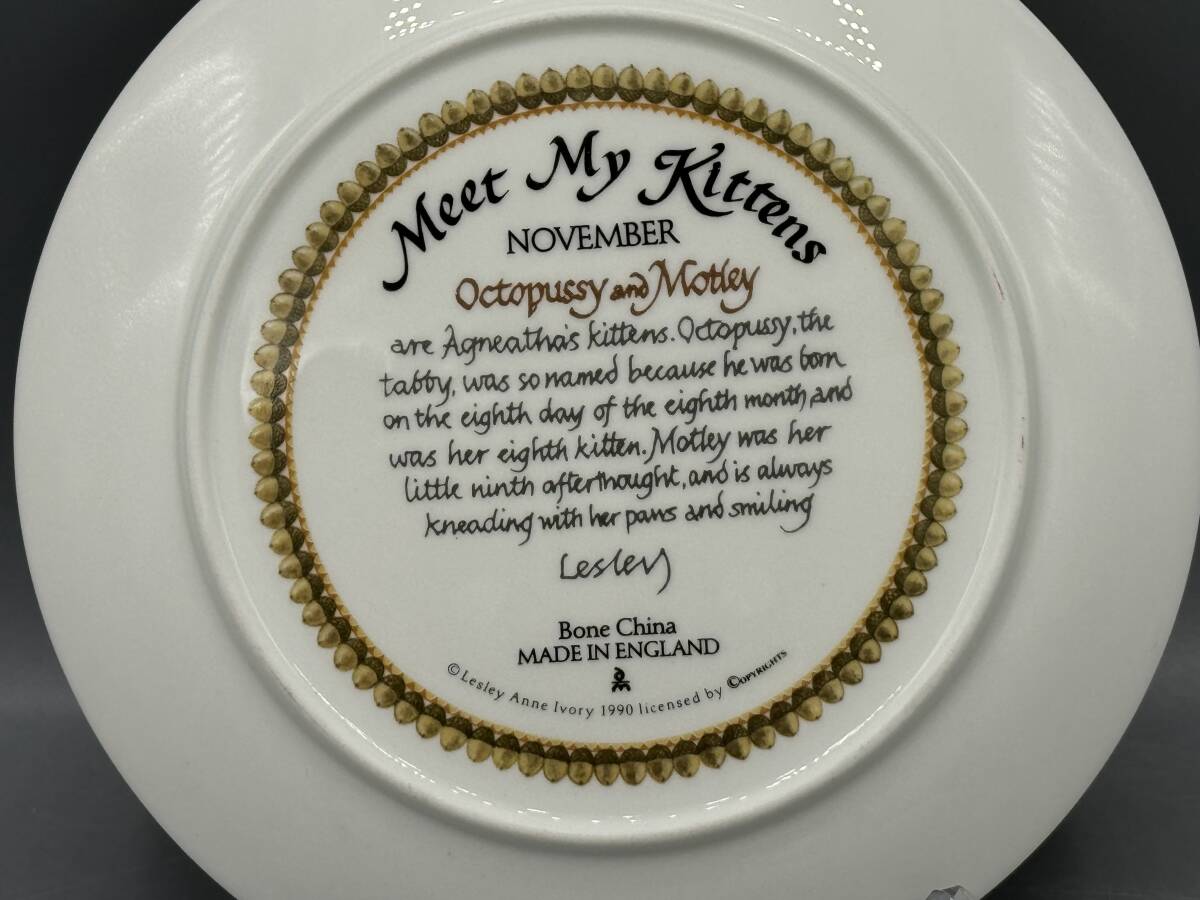 Meet My Kittens
NOVEMBER
Octopussy and Motley
are Agneatha's kittens. Octopussy, the
tabby, was so named because he was born
on the eighth day of the eighth month, and
was her eighth kitten. Motley was her
little ninth afterthought, and is always
kneading with her paws and smiling
Lesley
Bone China
MADE IN ENGLAND
© Lesley Anne Ivory 1990 licensed by ©OPYRIGHTS